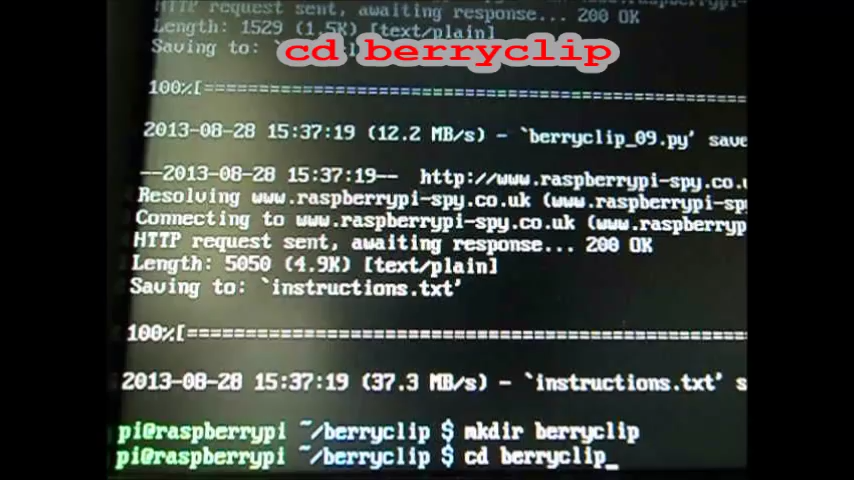 HTTP request sent, awaiting response... 200 OK
Length: 1529 (1.5K) [text/plain]
Saving to: `
cd berryclip
100%[==============================================
2013-08-28 15:37:19 (12.2 MB/s) - `berryclip_09.py' save
--2013-08-28 15:37:19-- http://www.raspberrypi-spy.co.u
Resolving www.raspberrypi-spy.co.uk (www.raspberrypi-sp
Connecting to www.raspberrypi-spy.co.uk (www.raspberryp
HTTP request sent, awaiting response... 200 OK
Length: 5050 (4.9K) [text/plain]
Saving to: `instructions.txt'
100%[==============================================
2013-08-28 15:37:19 (37.3 MB/s) - `instructions.txt' s
pi@raspberrypi ~/berryclip $ mkdir berryclip
pi@raspberrypi ~/berryclip $ cd berryclip_